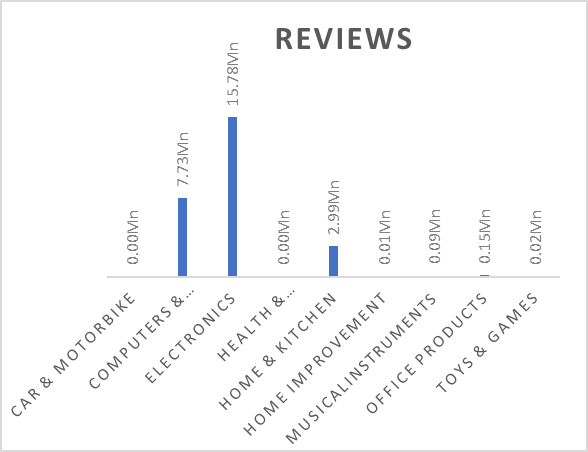 REVIEWS
0.00Mn
7.73Mn
15.78Mn
0.00Mn
2.99Mn
0.01Mn
0.09Mn
0.15Mn
0.02Mn
CAR & MOTORBIKE
COMPUTERS &...
ELECTRONICS
HEALTH &...
HOME & KITCHEN
HOME IMPROVEMENT
MUSICALINSTRUMENTS
OFFICE PRODUCTS
TOYS & GAMES